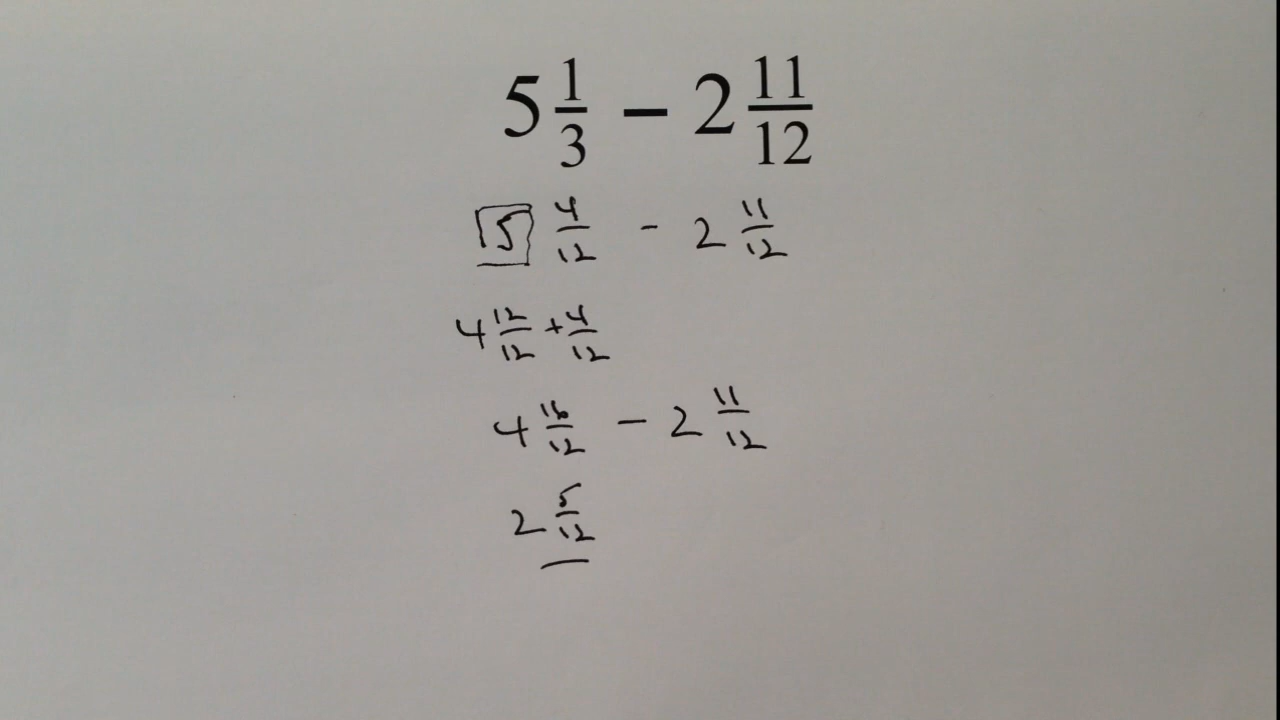 5 1/3 − 2 11/12
5 4/12 - 2 11/12
4 12/12 + 4/12
4 16/12 − 2 11/12
2 5/12